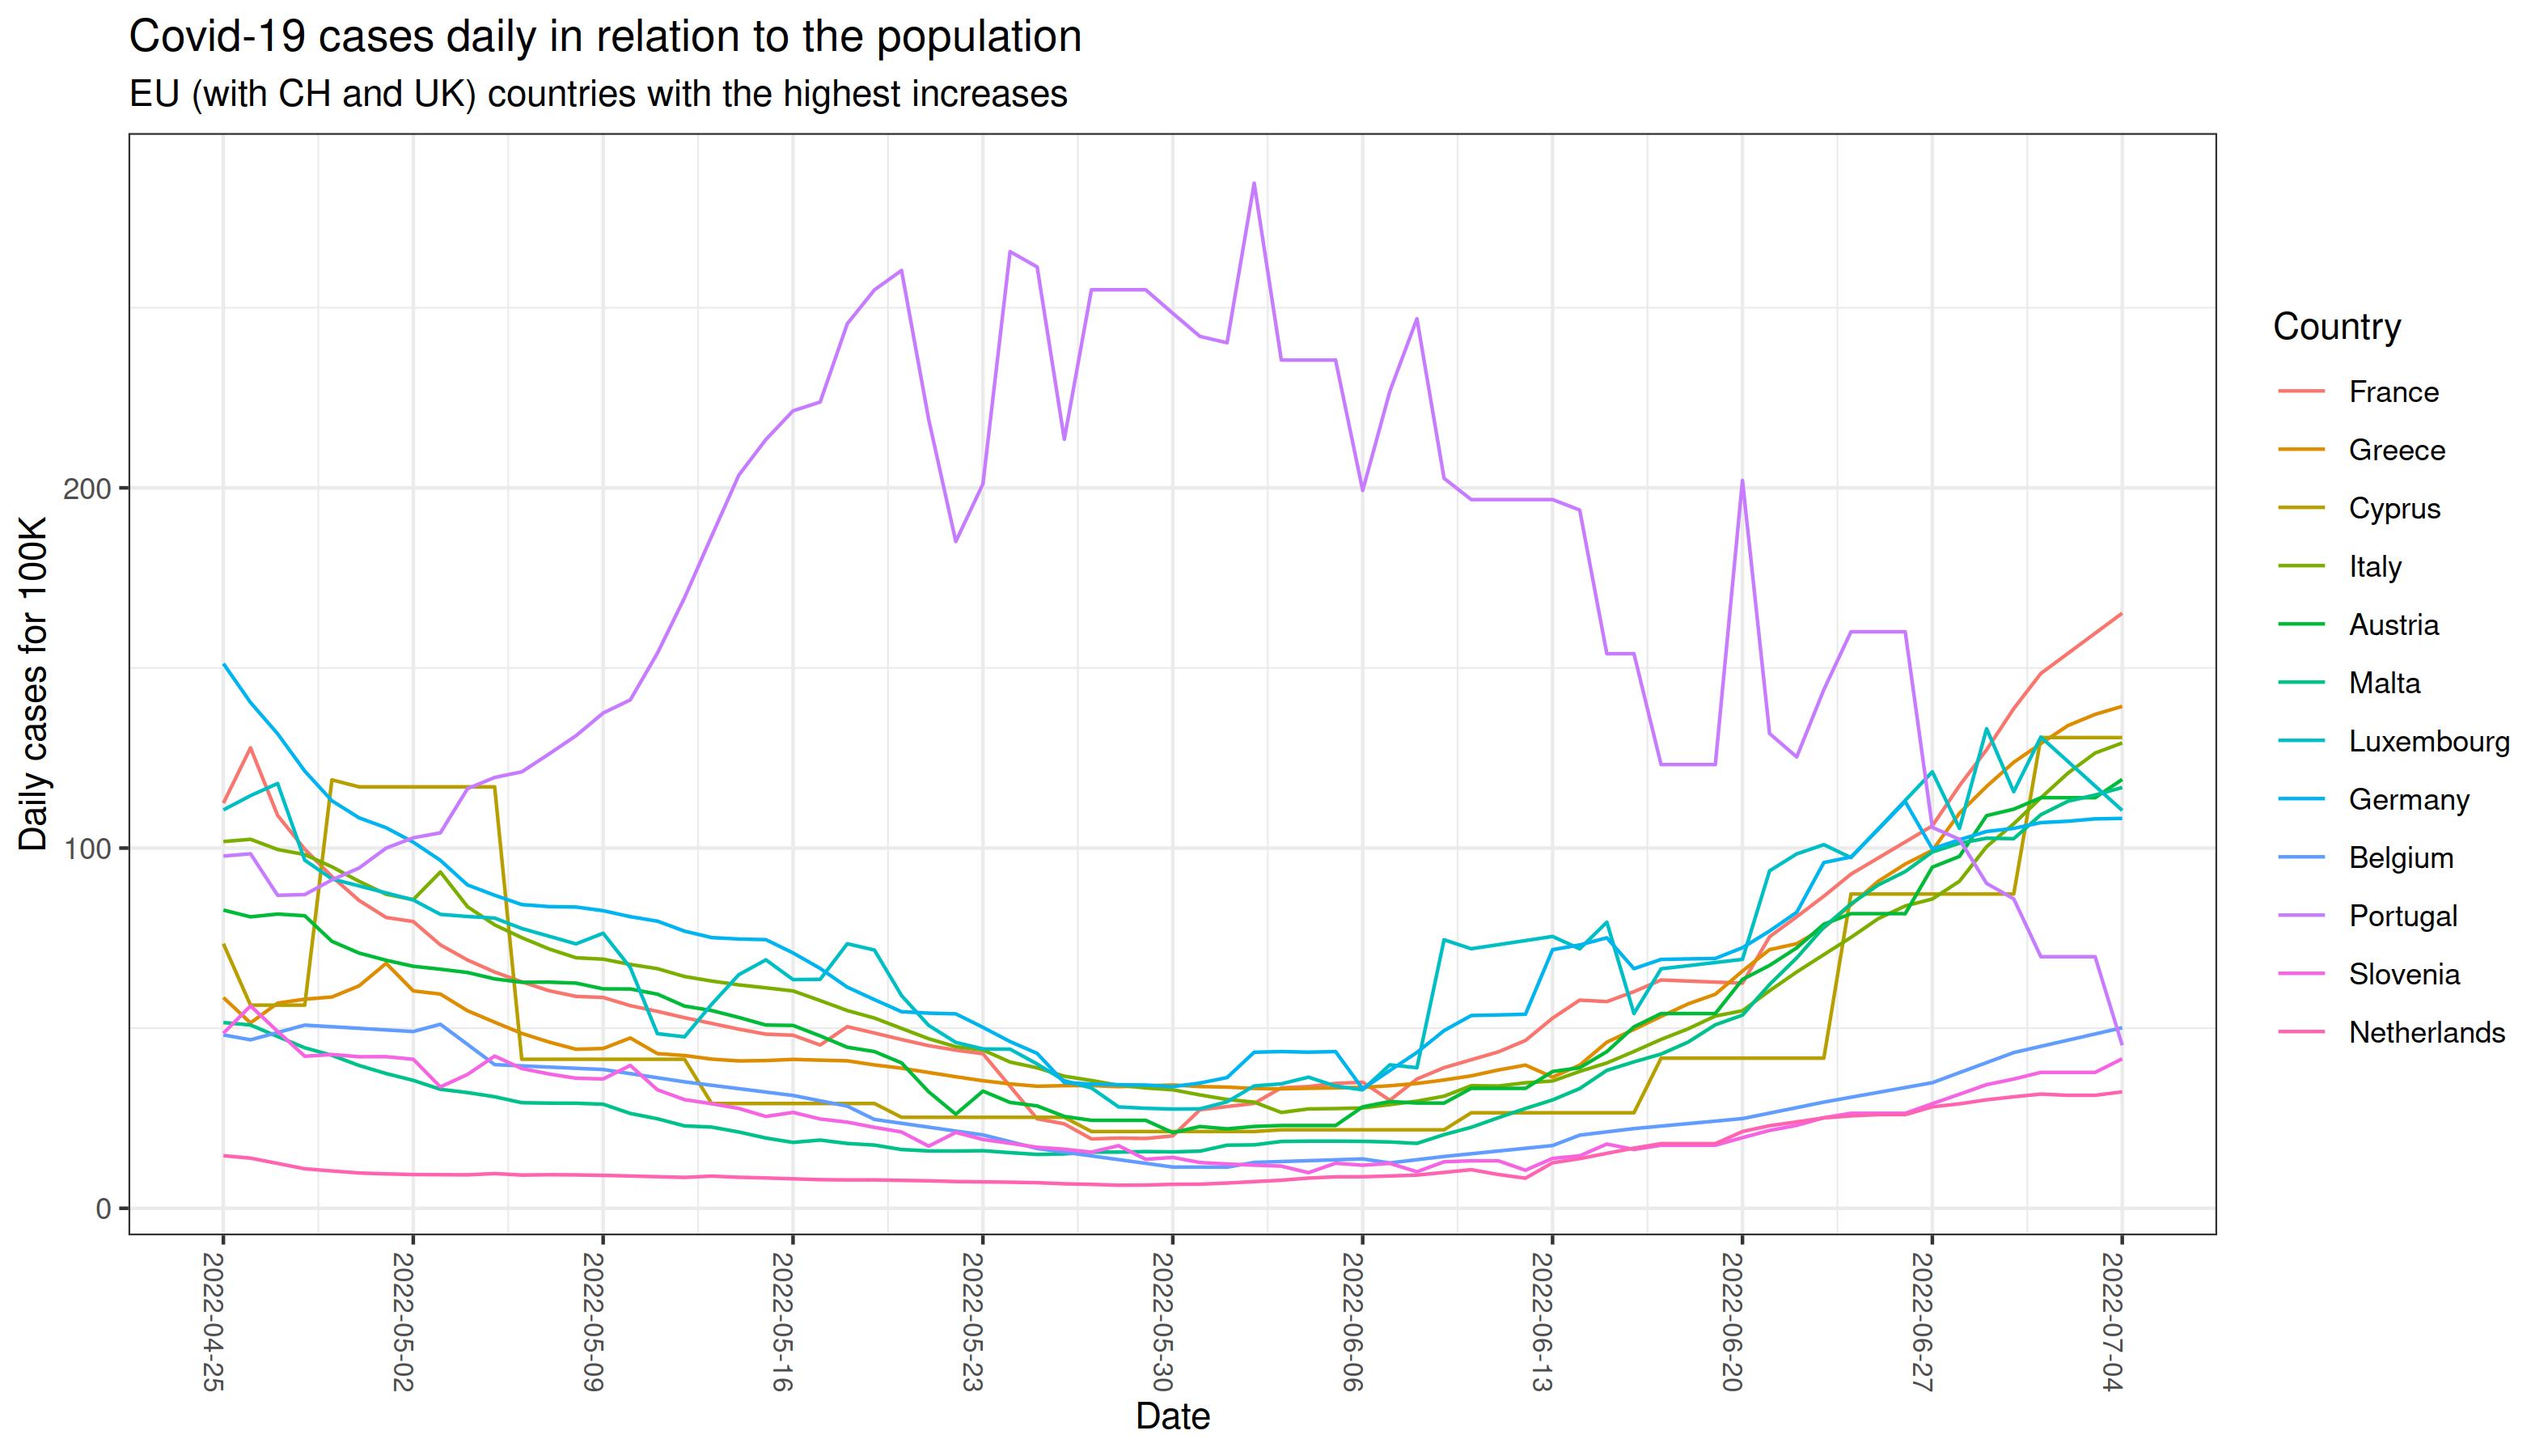 Covid-19 cases daily in relation to the population
EU (with CH and UK) countries with the highest increases
Daily cases for 100K
200
100
0
2022-04-25
2022-05-02
2022-05-09
2022-05-16
2022-05-23
2022-05-30
2022-06-06
2022-06-13
2022-06-20
2022-06-27
2022-07-04
Date
Country
France
Greece
Cyprus
Italy
Austria
Malta
Luxembourg
Germany
Belgium
Portugal
Slovenia
Netherlands